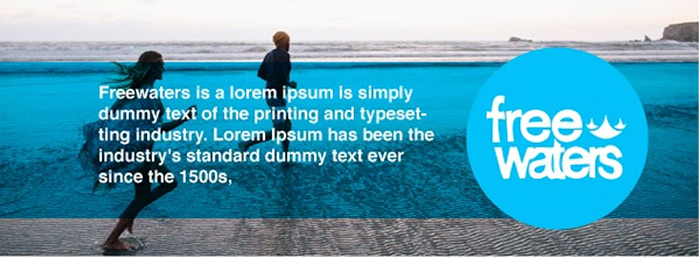 Freewaters is a lorem ipsum is simply
dummy text of the printing and typeset-
ting industry. Lorem Ipsum has been the
industry's standard dummy text ever
since the 1500s,
free
waters